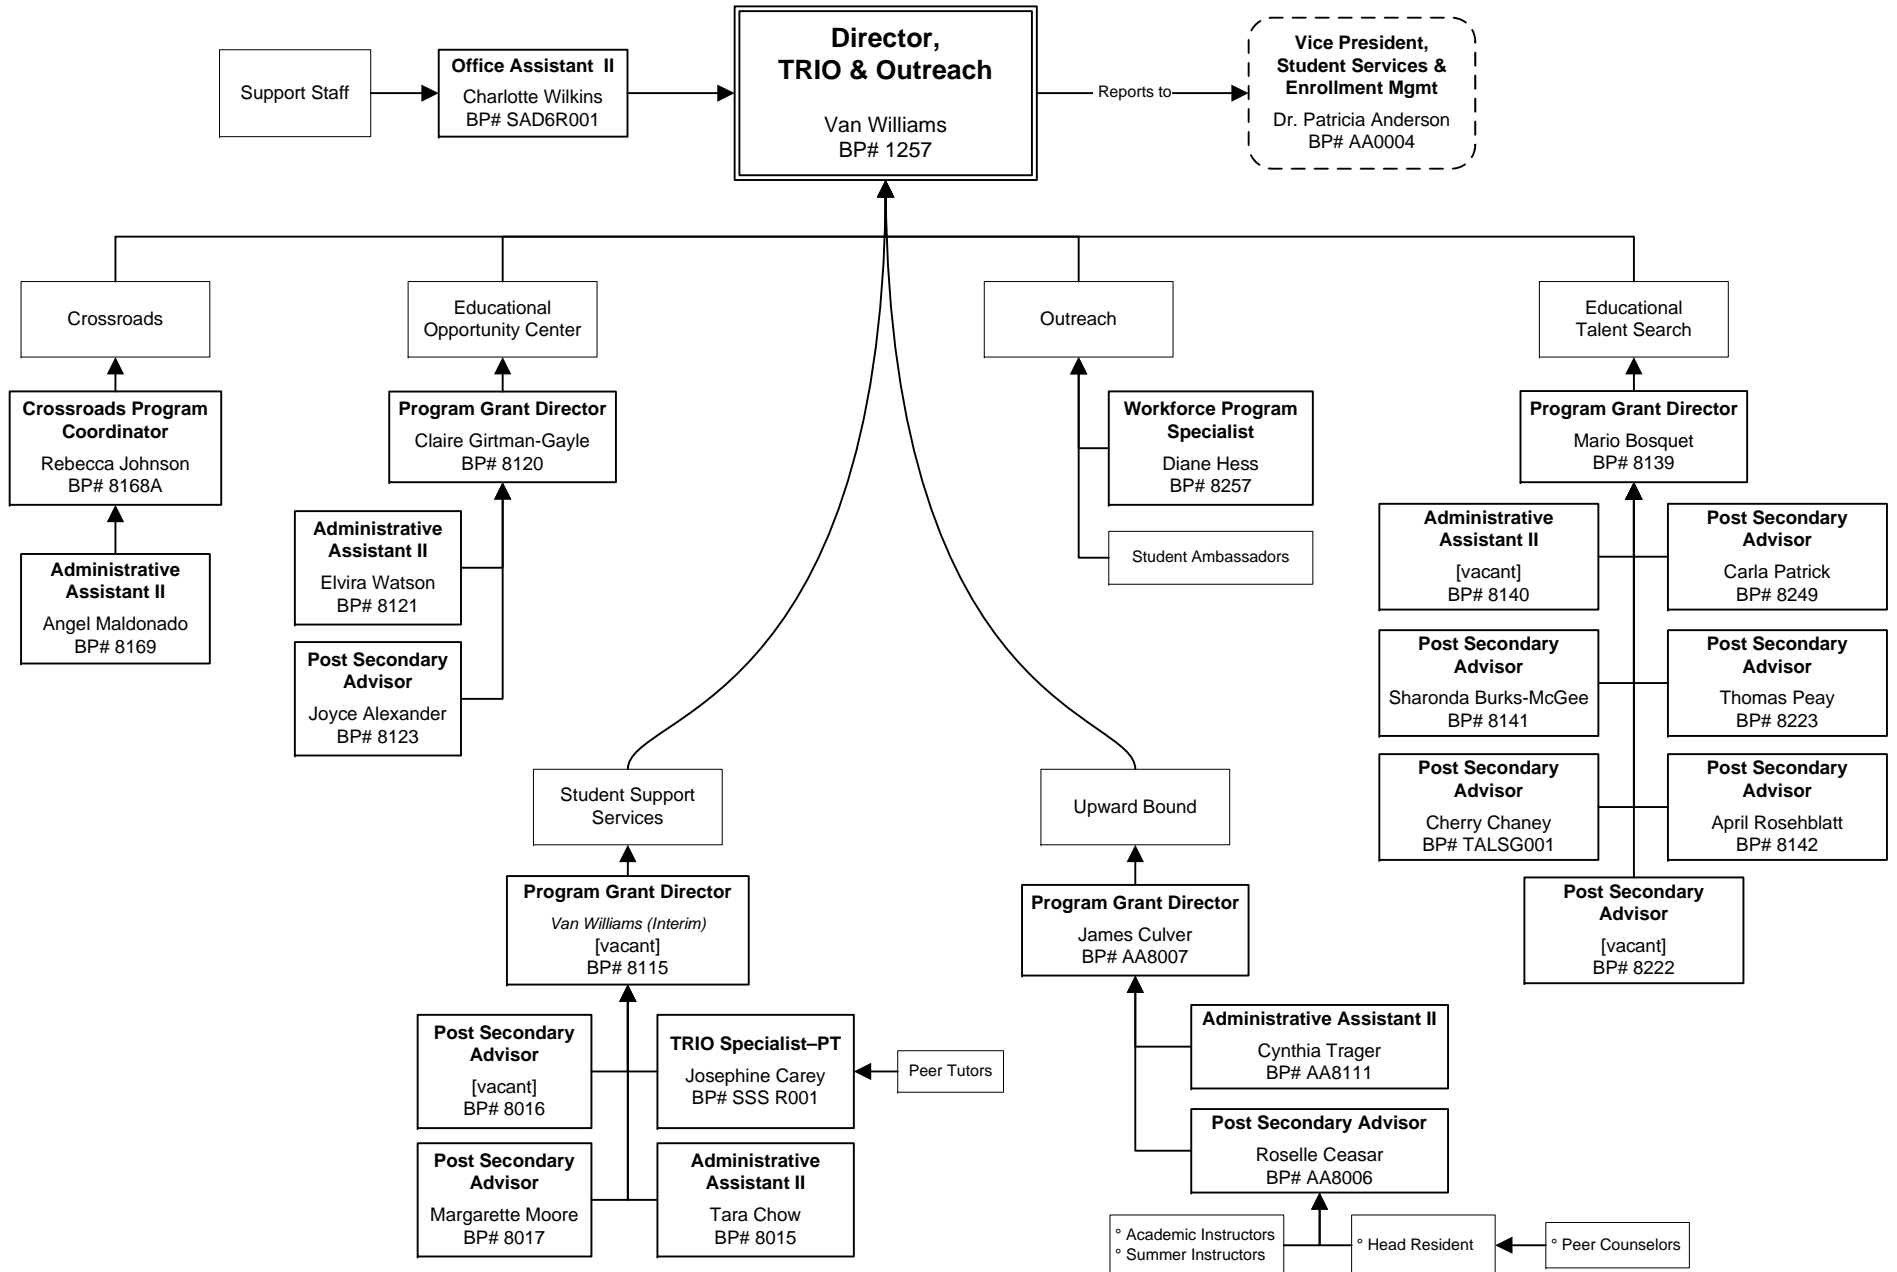 Support Staff
Office Assistant  II
Charlotte Wilkins
BP# SAD6R001
Director,
TRIO & Outreach
Van Williams
BP# 1257
Reports to
Vice President,
Student Services &
Enrollment Mgmt
Dr. Patricia Anderson
BP# AA0004
Crossroads
Crossroads Program
Coordinator
Rebecca Johnson
BP# 8168A
Administrative
Assistant II
Angel Maldonado
BP# 8169
Educational
Opportunity Center
Program Grant Director
Claire Girtman-Gayle
BP# 8120
Administrative
Assistant II
Elvira Watson
BP# 8121
Post Secondary
Advisor
Joyce Alexander
BP# 8123
Outreach
Workforce Program
Specialist
Diane Hess
BP# 8257
Student Ambassadors
Educational
Talent Search
Program Grant Director
Mario Bosquet
BP# 8139
Administrative
Assistant II
[vacant]
BP# 8140
Post Secondary
Advisor
Carla Patrick
BP# 8249
Post Secondary
Advisor
Sharonda Burks-McGee
BP# 8141
Post Secondary
Advisor
Thomas Peay
BP# 8223
Post Secondary
Advisor
Cherry Chaney
BP# TALSG001
Post Secondary
Advisor
April Rosehblatt
BP# 8142
Post Secondary
Advisor
[vacant]
BP# 8222
Student Support
Services
Program Grant Director
Van Williams (Interim)
[vacant]
BP# 8115
Post Secondary
Advisor
[vacant]
BP# 8016
TRIO Specialist–PT
Josephine Carey
BP# SSS R001
Peer Tutors
Post Secondary
Advisor
Margarette Moore
BP# 8017
Administrative
Assistant II
Tara Chow
BP# 8015
Upward Bound
Program Grant Director
James Culver
BP# AA8007
Administrative Assistant II
Cynthia Trager
BP# AA8111
Post Secondary Advisor
Roselle Ceasar
BP# AA8006
° Academic Instructors
° Summer Instructors
° Head Resident
° Peer Counselors